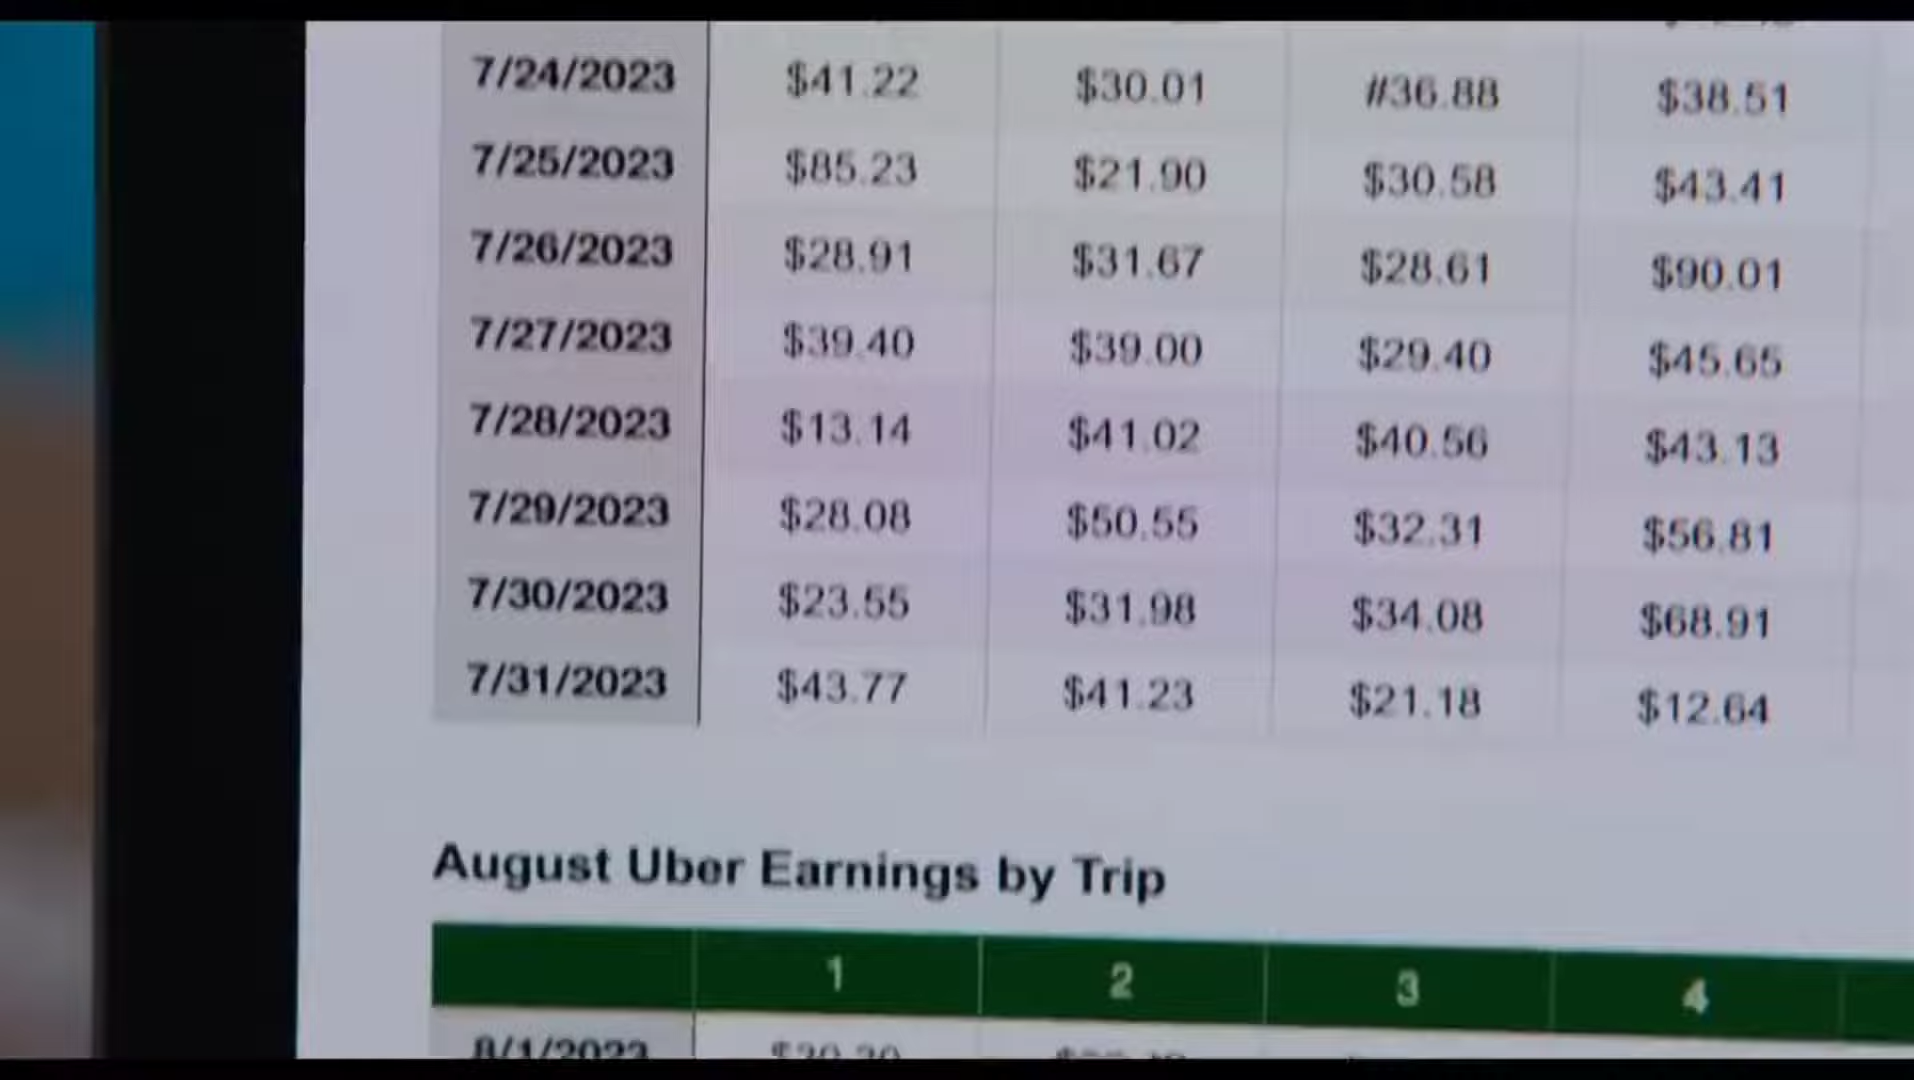 7/24/2023 $41.22 $30.01 //36.88 $38.51
7/25/2023 $85.23 $21.90 $30.58 $43.41
7/26/2023 $28.91 $31.67 $28.61 $90.01
7/27/2023 $39.40 $39.00 $29.40 $45.65
7/28/2023 $13.14 $41.02 $40.56 $43.13
7/29/2023 $28.08 $50.55 $32.31 $56.81
7/30/2023 $23.55 $31.98 $34.08 $68.91
7/31/2023 $43.77 $41.23 $21.18 $12.64
August Uber Earnings by Trip
1 2 3 4
8/1/2023